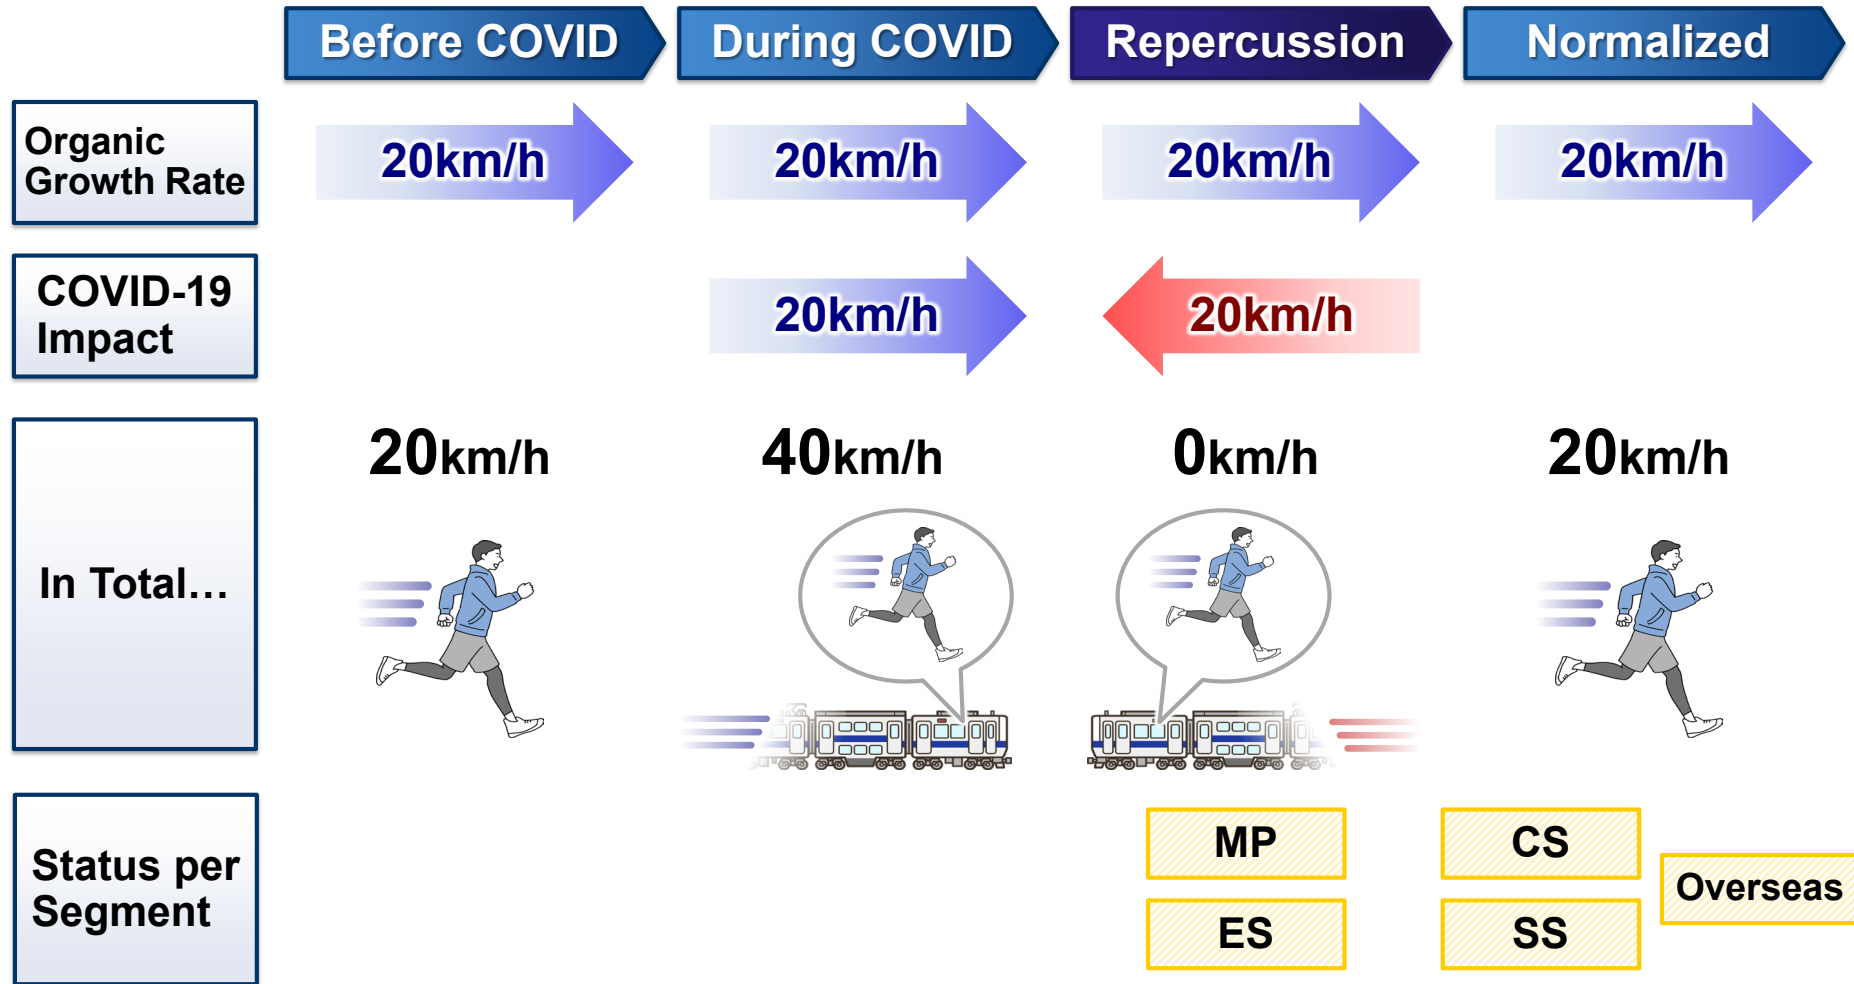 Before COVID
During COVID
Repercussion
Normalized
Organic
Growth Rate
20km/h
20km/h
20km/h
20km/h
COVID-19
Impact
20km/h
20km/h
In Total…
20km/h
40km/h
0km/h
20km/h
Status per
Segment
MP
CS
Overseas
ES
SS